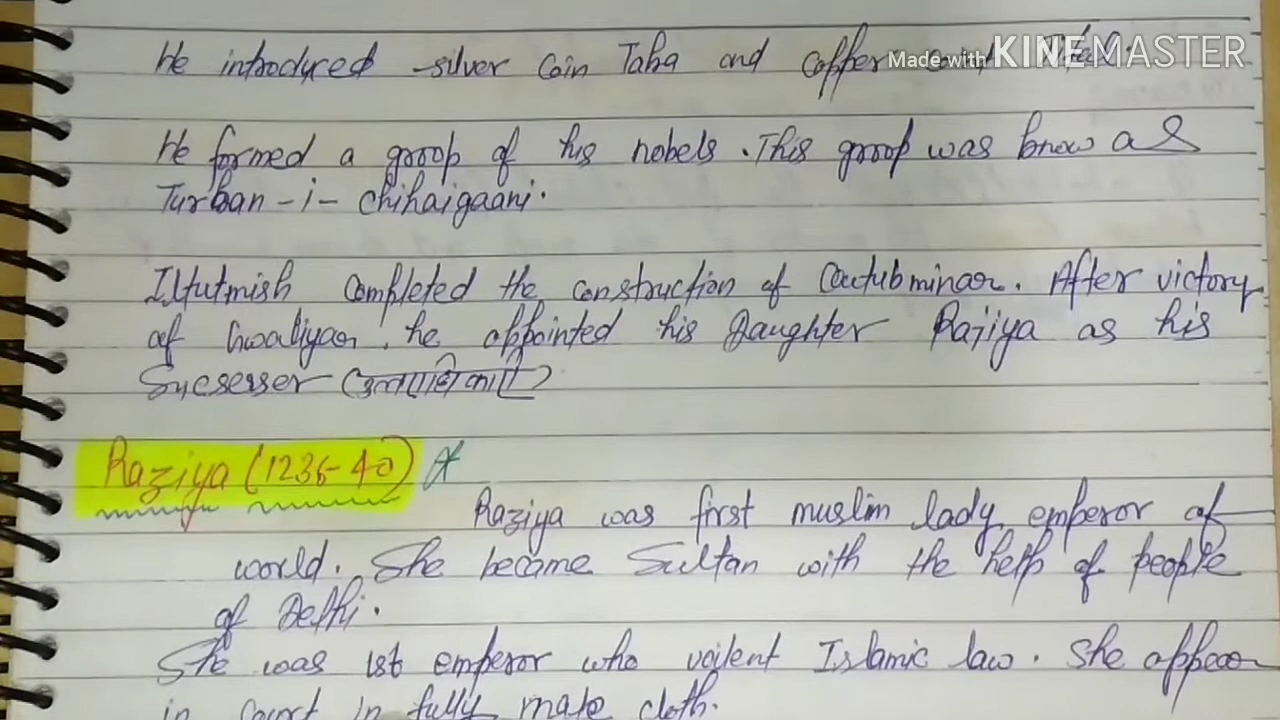 He introduced silver coin Taka and copper coin
Made with KINEMASTER
He formed a groop of his nobels. This groop was know as
Turkan-i- chihalgaani.
Iltutmish completed the construction of Qutubminar. After victory
of Gwaliyar, he appointed his daughter Rajiya as his
Sucsesser (उत्तराधिकारी)
Raziya (1236-40)
Raziya was first muslim lady emperor of
world. She became Sultan with the help of people
of Delhi.
She was 1st emperor who voilent Islamic law. She appear
in court in fully male cloth.